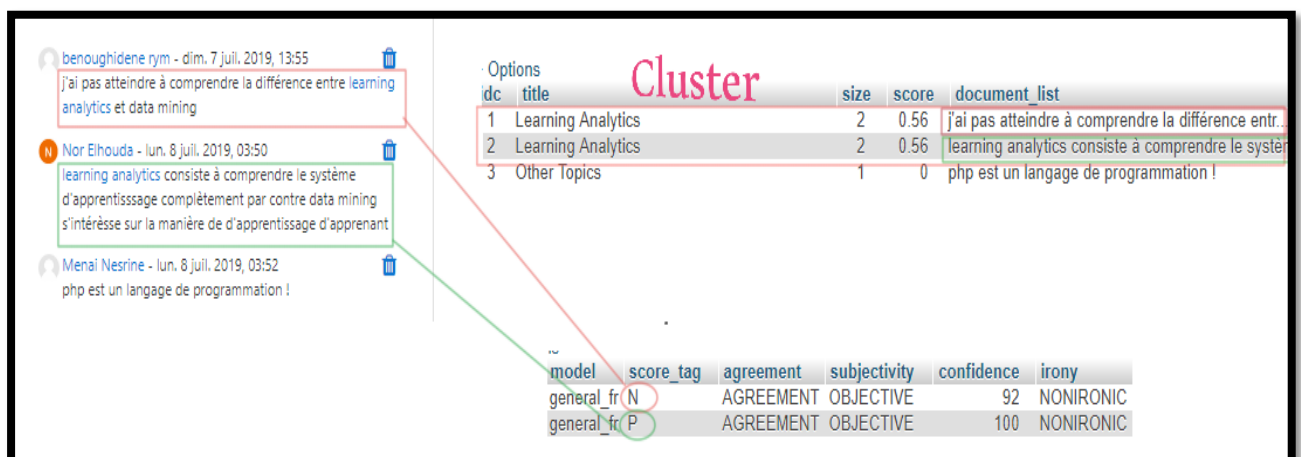 benoughidene rym - dim. 7 juil. 2019, 13:55
j'ai pas atteindre à comprendre la différence entre learning
analytics et data mining
N Nor Elhouda - lun. 8 juil. 2019, 03:50
learning analytics consiste à comprendre le système
d'apprentisssage complètement par contre data mining
s'intérèsse sur la manière de d'apprentissage d'apprenant
Menai Nesrine - lun. 8 juil. 2019, 03:52
php est un langage de programmation !
Options
Cluster
idc title size score document_list
1 Learning Analytics 2 0.56 j'ai pas atteindre à comprendre la différence entr...
2 Learning Analytics 2 0.56 learning analytics consiste à comprendre le systèr
3 Other Topics 1 0 php est un langage de programmation !
model score_tag agreement subjectivity confidence irony
general_fr N AGREEMENT OBJECTIVE 92 NONIRONIC
general_fr P AGREEMENT OBJECTIVE 100 NONIRONIC